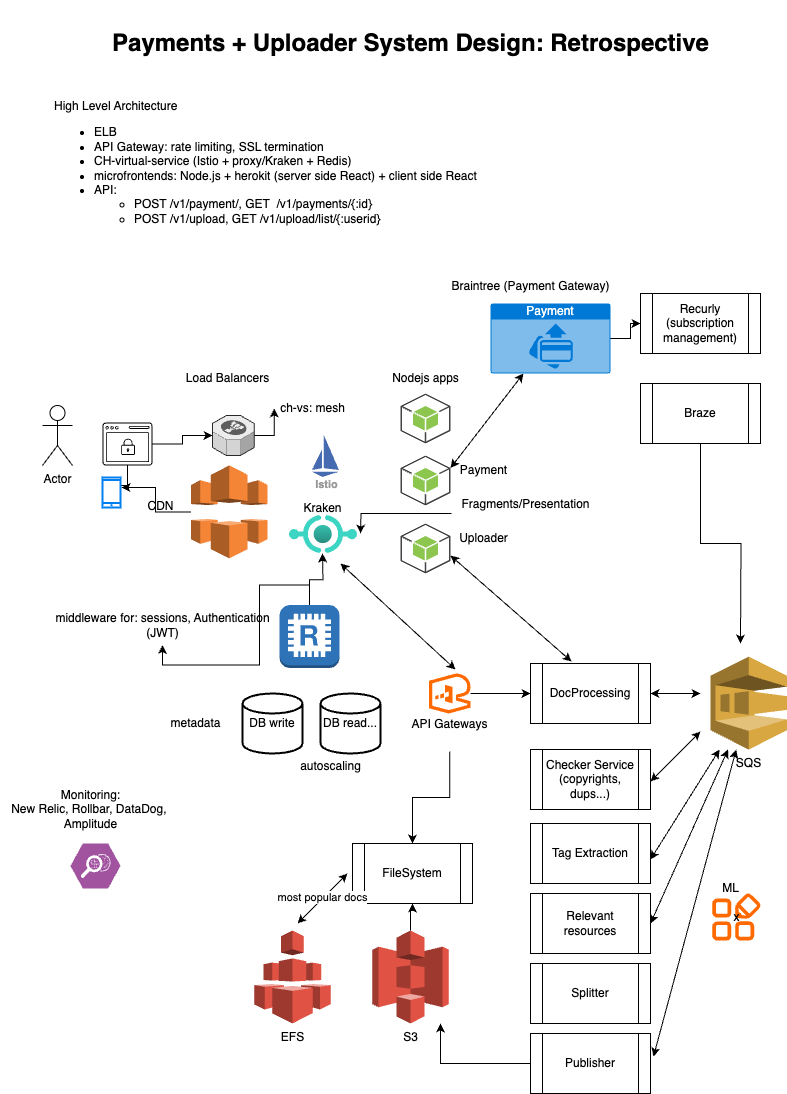 Payments + Uploader System Design: Retrospective
High Level Architecture
ELB
API Gateway: rate limiting, SSL termination
CH-virtual-service (Istio + proxy/Kraken + Redis)
microfrontends: Node.js + herokit (server side React) + client side React
API:
POST /v1/payment/, GET /v1/payments/{:id}
POST /v1/upload, GET /v1/upload/list/{:userid}
Braintree (Payment Gateway)
Payment
Recurly
(subscription
management)
Load Balancers
Nodejs apps
ch-vs: mesh
Braze
Actor
Istio
Payment
CDN
Kraken
Fragments/Presentation
Uploader
middleware for: sessions, Authentication
(JWT)
R
DocProcessing
metadata
DB write
DB read...
API Gateways
autoscaling
SQS
Checker Service
(copyrights,
dups...)
Monitoring:
New Relic, Rollbar, DataDog,
Amplitude
Tag Extraction
FileSystem
most popular docs
ML
x
Relevant
resources
Splitter
EFS
S3
Publisher